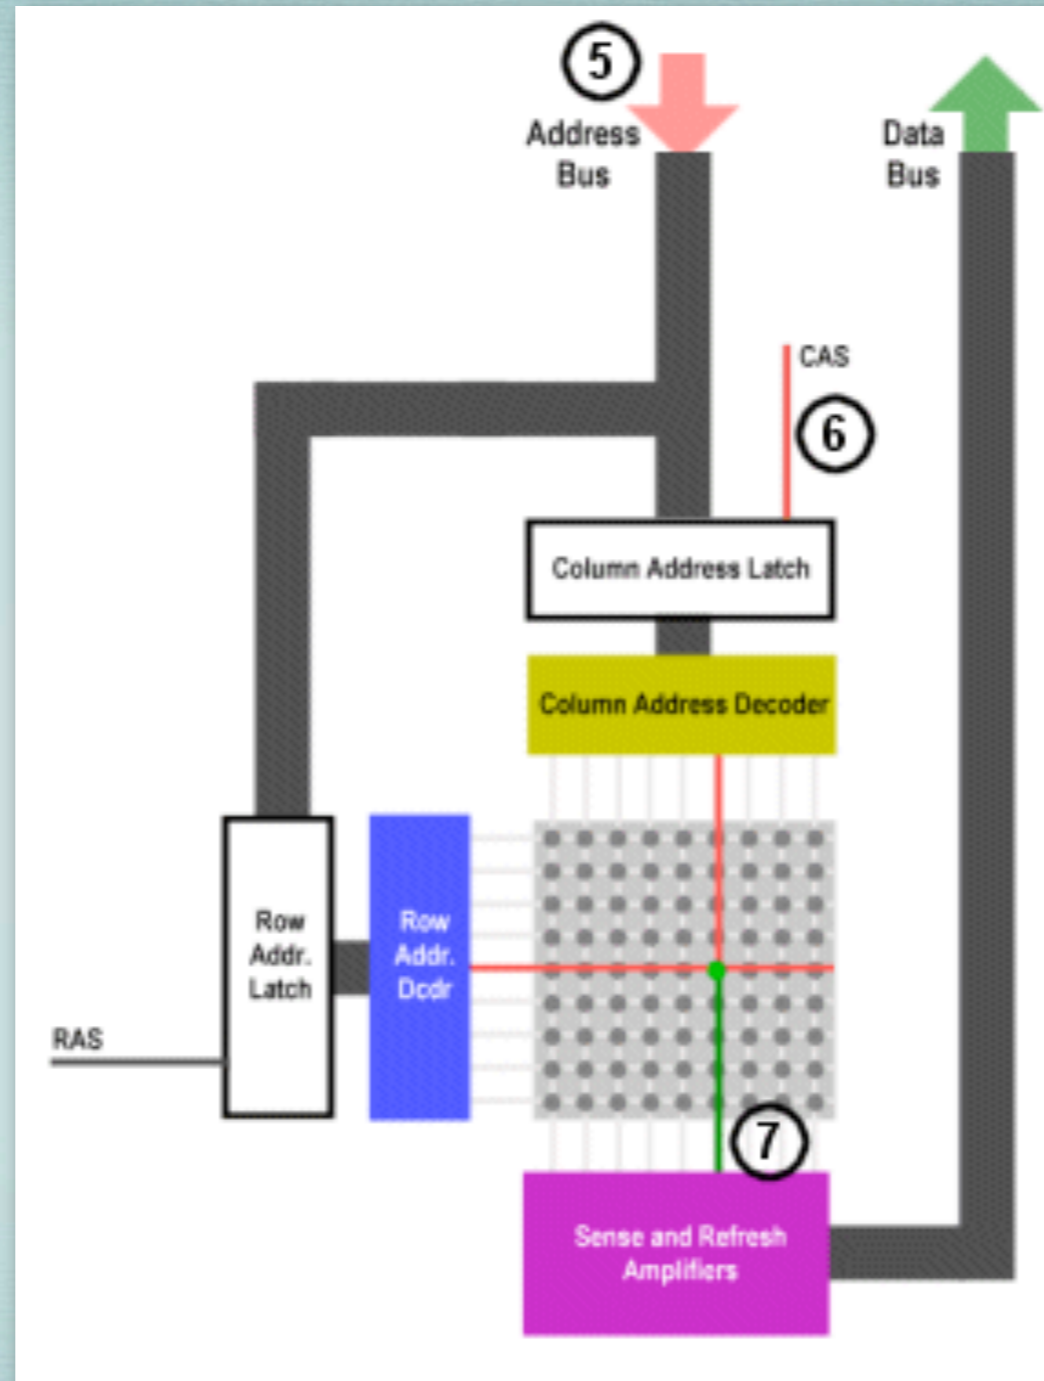 5
Address
Bus
Data
Bus
CAS
6
Column Address Latch
Column Address Decoder
Row
Addr.
Latch
Row
Addr.
Dcdr
RAS
7
Sense and Refresh
Amplifiers